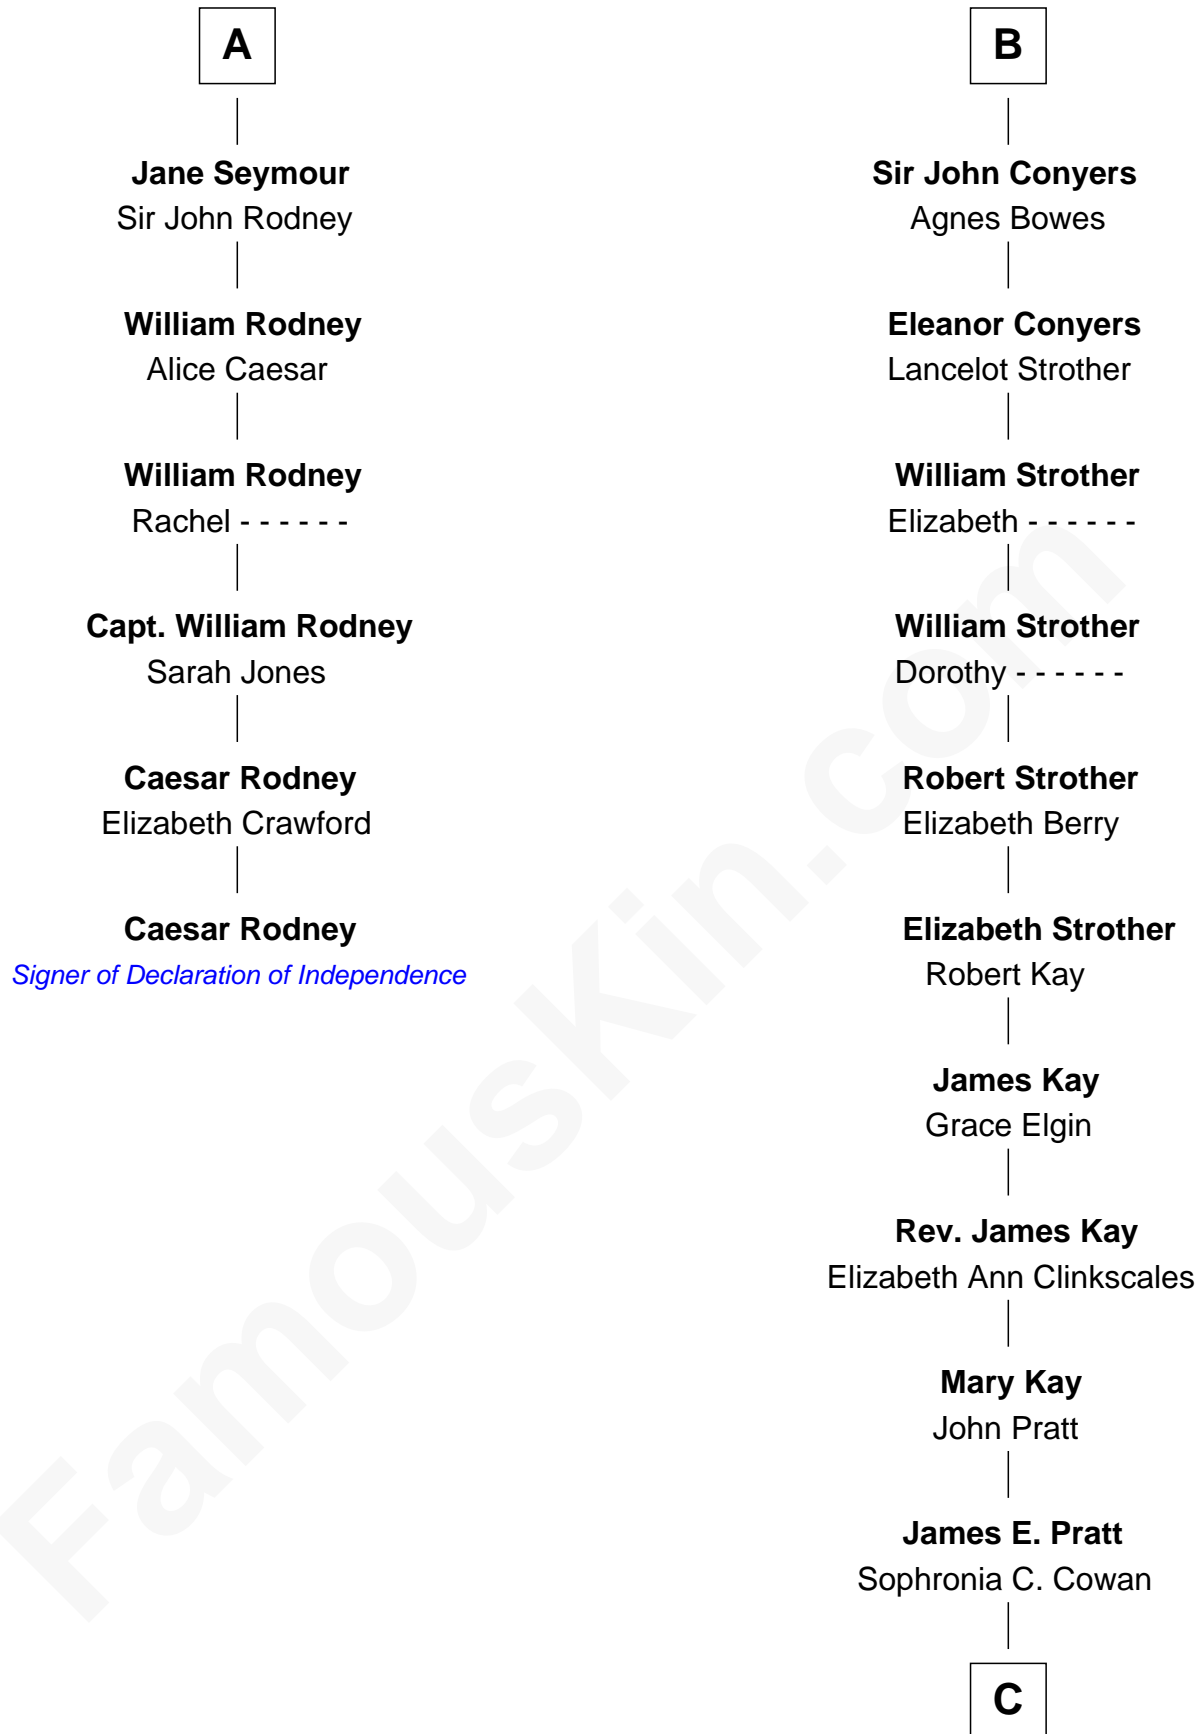 A
Jane Seymour
Sir John Rodney
William Rodney
Alice Caesar
William Rodney
Rachel - - - - - -
Capt. William Rodney
Sarah Jones
Caesar Rodney
Elizabeth Crawford
Caesar Rodney
Signer of Declaration of Independence
B
Sir John Conyers
Agnes Bowes
Eleanor Conyers
Lancelot Strother
William Strother
Elizabeth - - - - - -
William Strother
Dorothy - - - - - -
Robert Strother
Elizabeth Berry
Elizabeth Strother
Robert Kay
James Kay
Grace Elgin
Rev. James Kay
Elizabeth Ann Clinkscales
Mary Kay
John Pratt
James E. Pratt
Sophronia C. Cowan
C
FamousKin.com